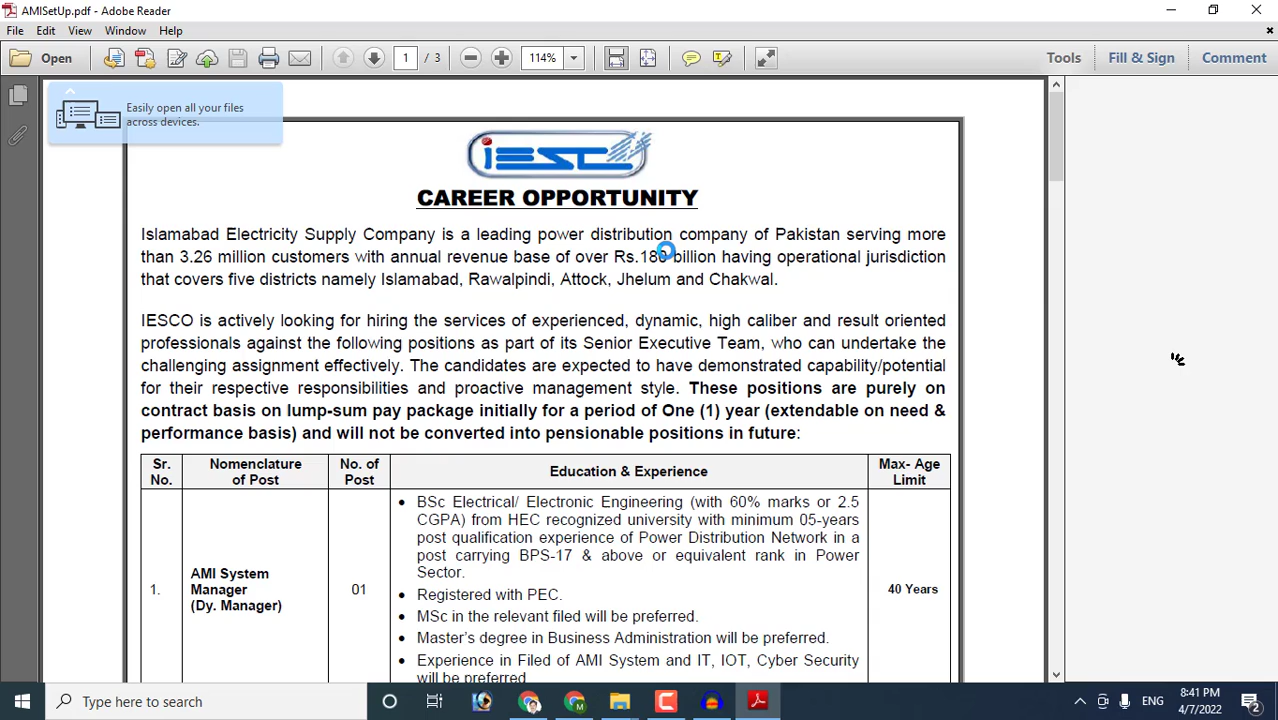 AMISetUp.pdf - Adobe Reader
File Edit View Window Help
Open 1 / 3 114% Tools Fill & Sign Comment
Easily open all your files
across devices.
iESC
CAREER OPPORTUNITY
Islamabad Electricity Supply Company is a leading power distribution company of Pakistan serving more
than 3.26 million customers with annual revenue base of over billion having operational jurisdiction
that covers five districts namely Islamabad, Rawalpindi, Attock, Jhelum and Chakwal.
IESCO is actively looking for hiring the services of experienced, dynamic, high caliber and result oriented
professionals against the following positions as part of its Senior Executive Team, who can undertake the
challenging assignment effectively. The candidates are expected to have demonstrated capability/potential
for their respective responsibilities and proactive management style. These positions are purely on
contract basis on lump-sum pay package initially for a period of One (1) year (extendable on need &
performance basis) and will not be converted into pensionable positions in future:
Sr. No.
Nomenclature of Post
No. of Post
Education & Experience
Max- Age Limit
1.
AMI System
Manager
(Dy. Manager)
01
• BSc Electrical/ Electronic Engineering (with 60% marks or 2.5
CGPA) from HEC recognized university with minimum 05-years
post qualification experience of Power Distribution Network in a
post carrying BPS-17 & above or equivalent rank in Power
Sector.
• Registered with PEC.
• MSc in the relevant filed will be preferred.
• Master's degree in Business Administration will be preferred.
• Experience in Filed of AMI System and IT, IOT, Cyber Security
will be preferred
40 Years
Type here to search
ENG
8:41 PM
4/7/2022
2